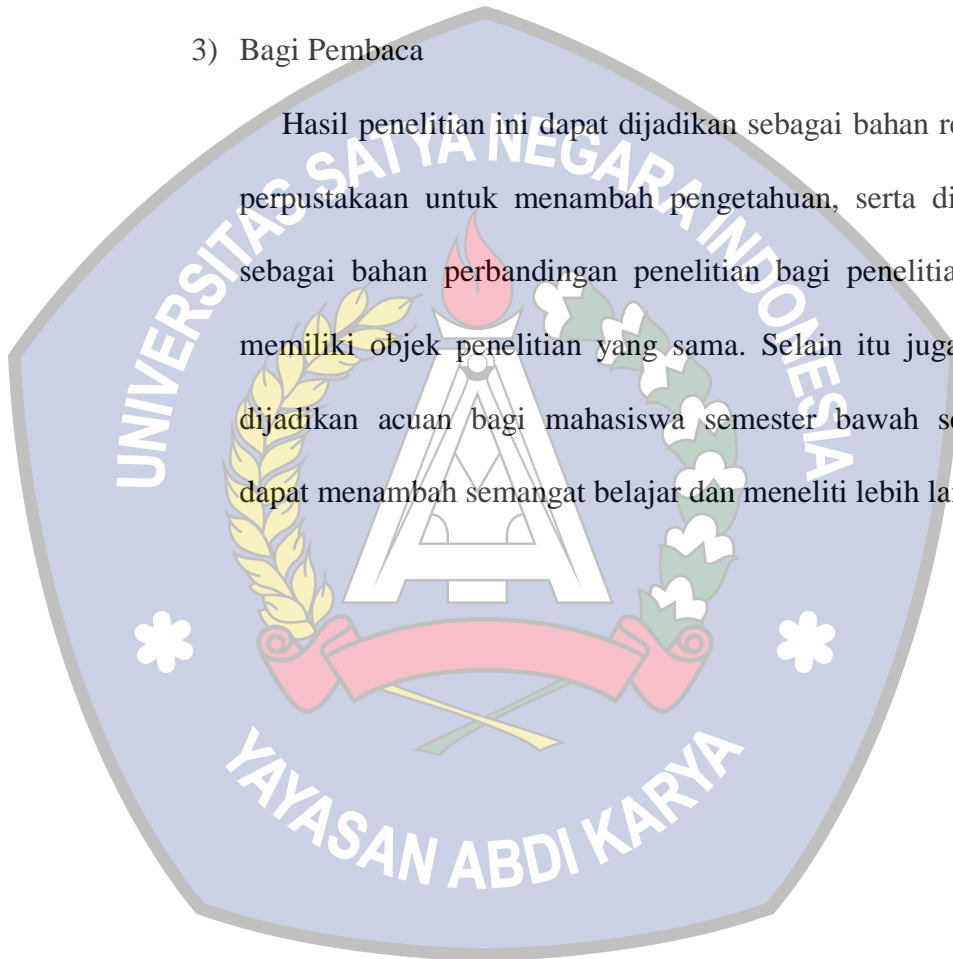 3) Bagi Pembaca
Hasil penelitian ini dapat dijadikan sebagai bahan
perpustakaan untuk menambah pengetahuan, serta
sebagai bahan perbandingan penelitian bagi
memiliki objek penelitian yang sama. Selain itu juga
dijadikan acuan bagi mahasiswa semester bawah
dapat menambah semangat belajar dan meneliti lebih
UNIVERSITAS SATYA NEGARA INDONESIA
YAYASAN ABDI KARYA